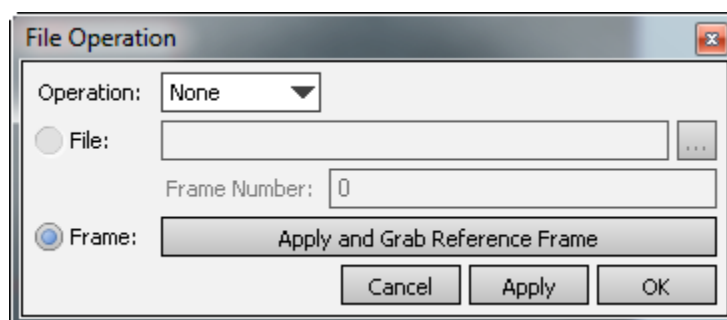 File Operation
Operation: None
File: ...
Frame Number: 0
Frame: Apply and Grab Reference Frame
Cancel Apply OK